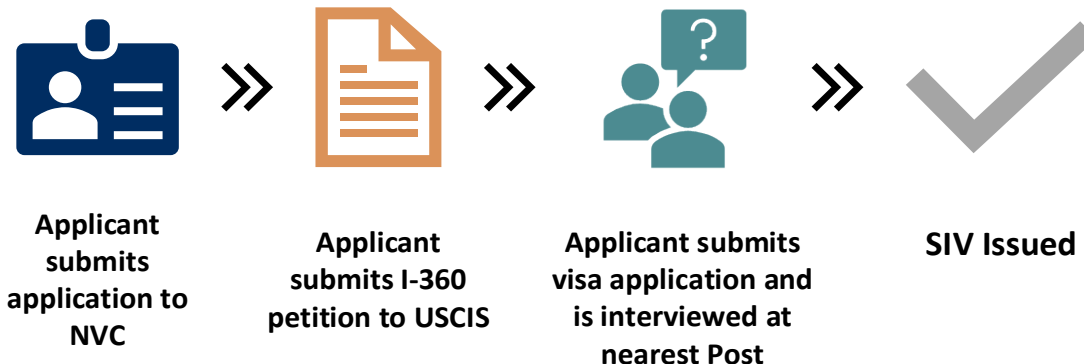 ?
Applicant
submits
application to
NVC
Applicant
submits I-360
petition to USCIS
Applicant submits
visa application and
is interviewed at
nearest Post
SIV Issued